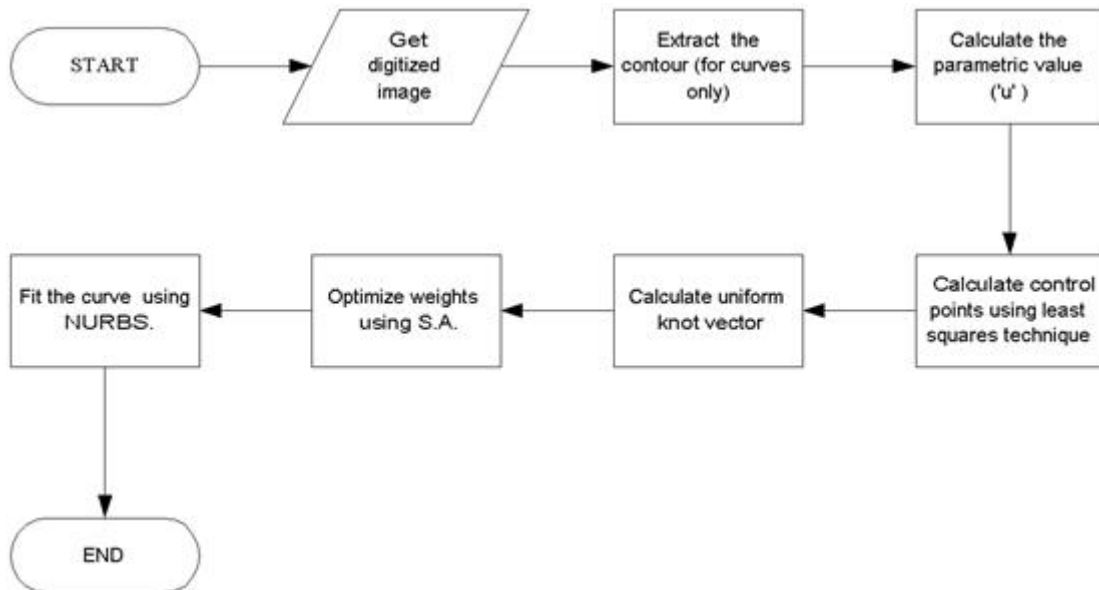 START
Get
digitized
image
Extract the
contour (for curves
only)
Calculate the
parametric value
('u' )
Calculate control
points using least
squares technique
Calculate uniform
knot vector
Optimize weights
using S.A.
Fit the curve using
NURBS.
END